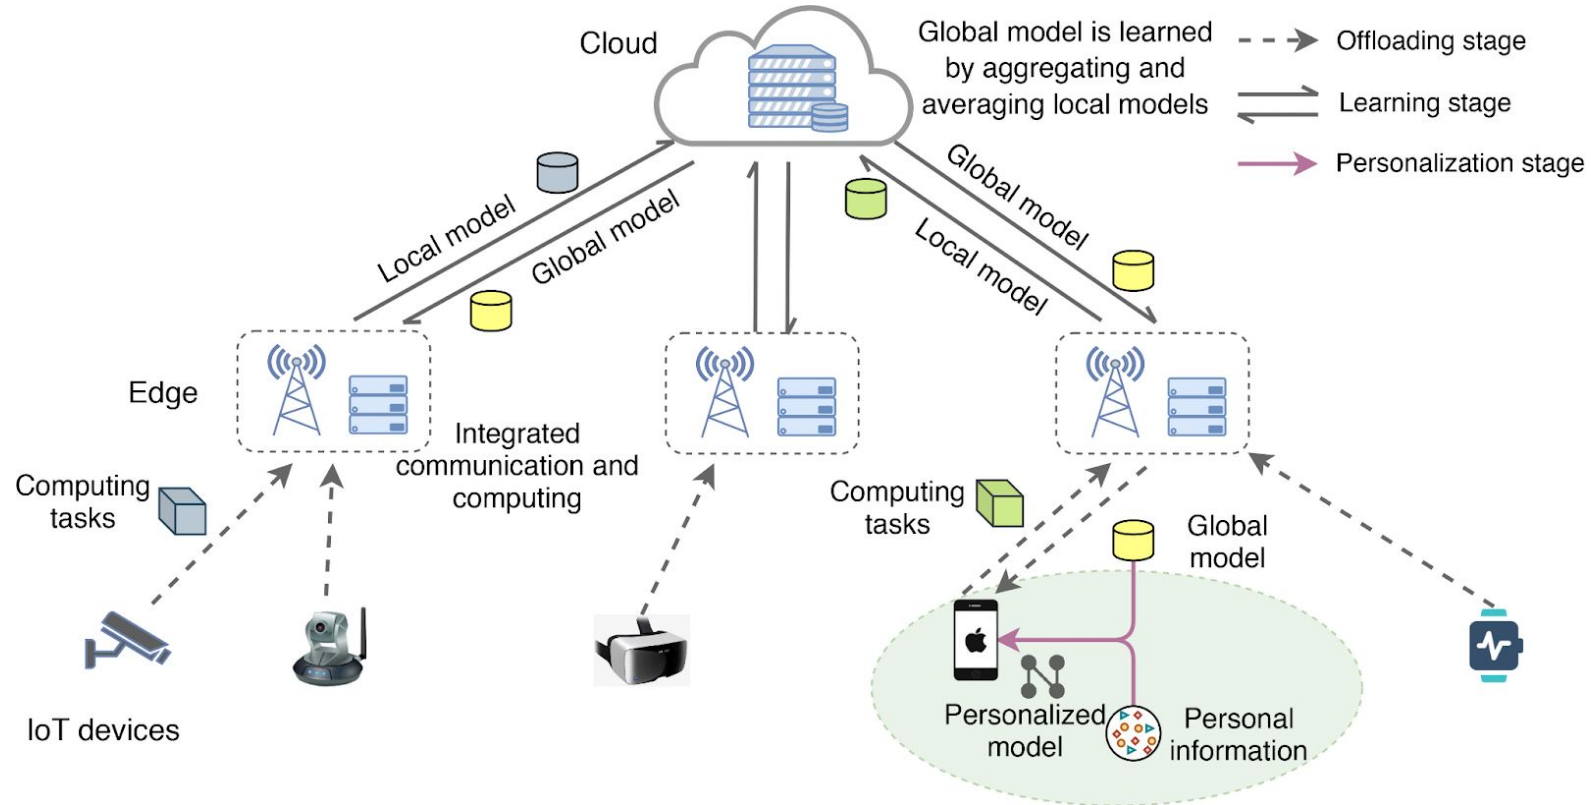 Cloud
Global model is learned
by aggregating and
averaging local models
Offloading stage
Learning stage
Personalization stage
Local model
Global model
Global model
Local model
Edge
Integrated
communication and
computing
Computing
tasks
Computing
tasks
Global
model
Personalized
model
Personal
information
IoT devices